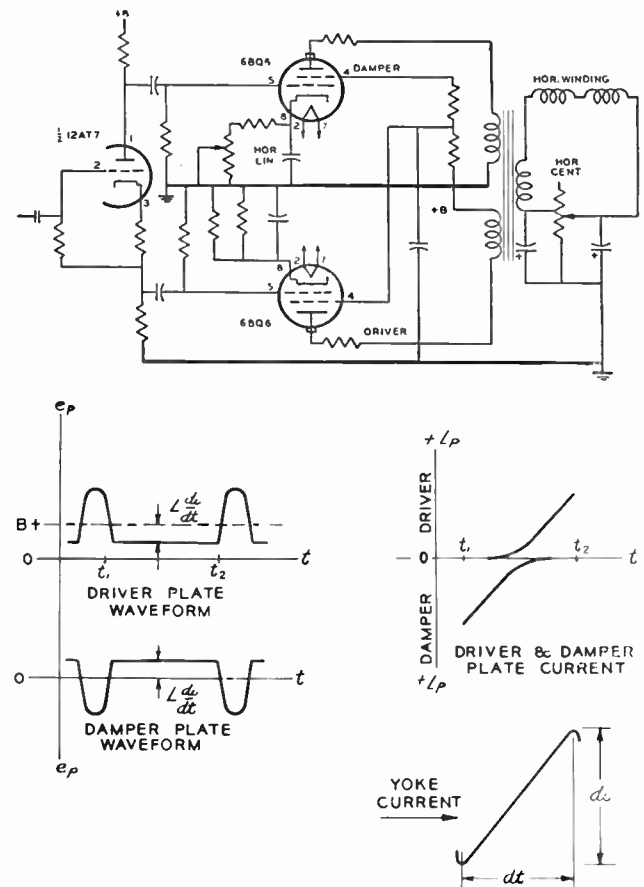 +B
6BQ6
4 DAMPER
HOR. WINDING
5
8
2
7
½ 12AT7
1
2
3
HOR
LIN
HOR
CENT
+B
+
+
8
2
7
5
4
6BQ6
DRIVER
eP
B+
L di/dt
0
t1
t2
t
DRIVER PLATE
WAVEFORM
0
L di/dt
t
DAMPER PLATE
WAVEFORM
eP
+ip
DRIVER
0
t1
t2
t
DAMPER
+ip
DRIVER & DAMPER
PLATE CURRENT
YOKE
CURRENT
di
dt